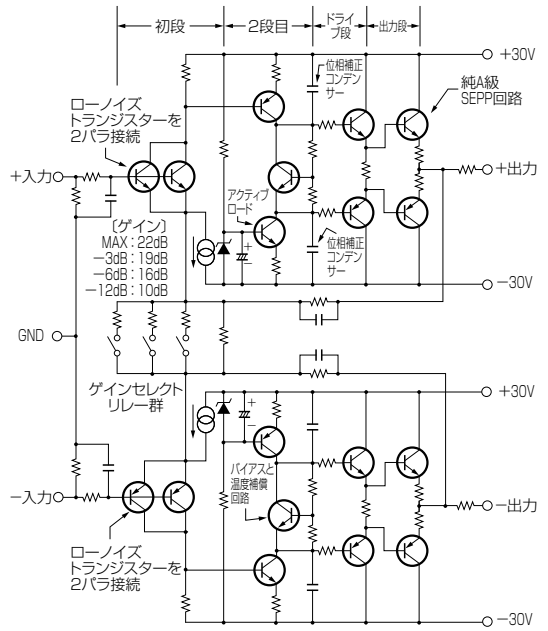 初段
2段目
ドライ
ブ段
出力段
+30V
位相補正
コンデン
サー
純A級
SEPP回路
ローノイズ
トランジスターを
2パラ接続
+入力
+出力
アクティブ
ロード
〔ゲイン〕
MAX:22dB
−3dB:19dB
−6dB:16dB
−12dB:10dB
+
−
位相補正
コンデン
サー
−30V
GND
ゲインセレクト
リレー群
+30V
+
−
バイアスと
温度補償
回路
−入力
−出力
ローノイズ
トランジスターを
2パラ接続
−30V